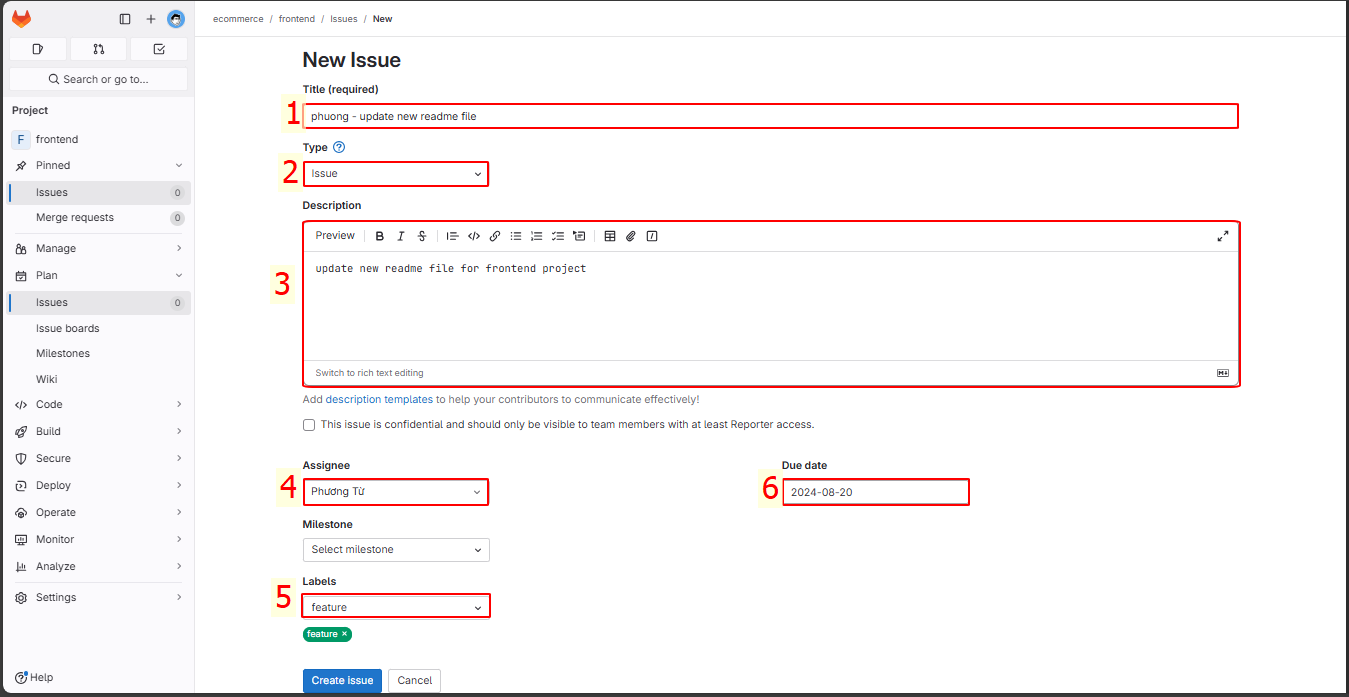 ecommerce / frontend / Issues / New
Search or go to...
Project
F frontend
Pinned
Issues 0
Merge requests 0
Manage
Plan
Issues 0
Issue boards
Milestones
Wiki
Code
Build
Secure
Deploy
Operate
Monitor
Analyze
Settings
Help
New Issue
Title (required)
1 phuong - update new readme file
Type ?
2 Issue
Description
3
Preview B I S
update new readme file for frontend project
Switch to rich text editing
Add description templates to help your contributors to communicate effectively!
This issue is confidential and should only be visible to team members with at least Reporter access.
Assignee
4 Phương Từ
Due date
6 2024-08-20
Milestone
Select milestone
Labels
5 feature
feature ×
Create issue Cancel